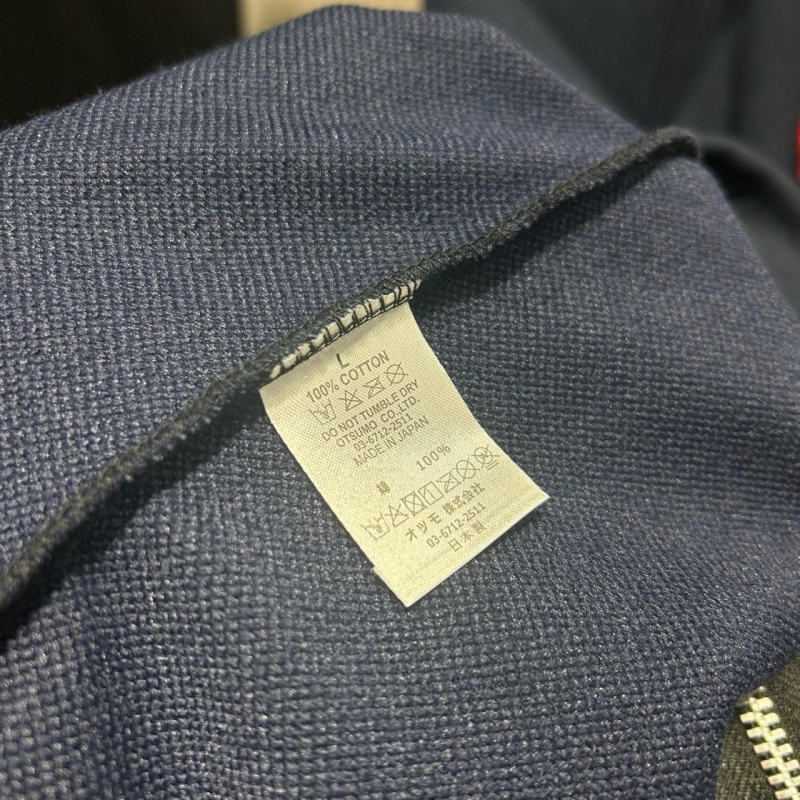 L
100% COTTON
DO NOT TUMBLE DRY
OTSUMO CO.,LTD.
03-6712-2511
MADE IN JAPAN
綿 100%
オツモ 株式会社
03-6712-2511
日本製